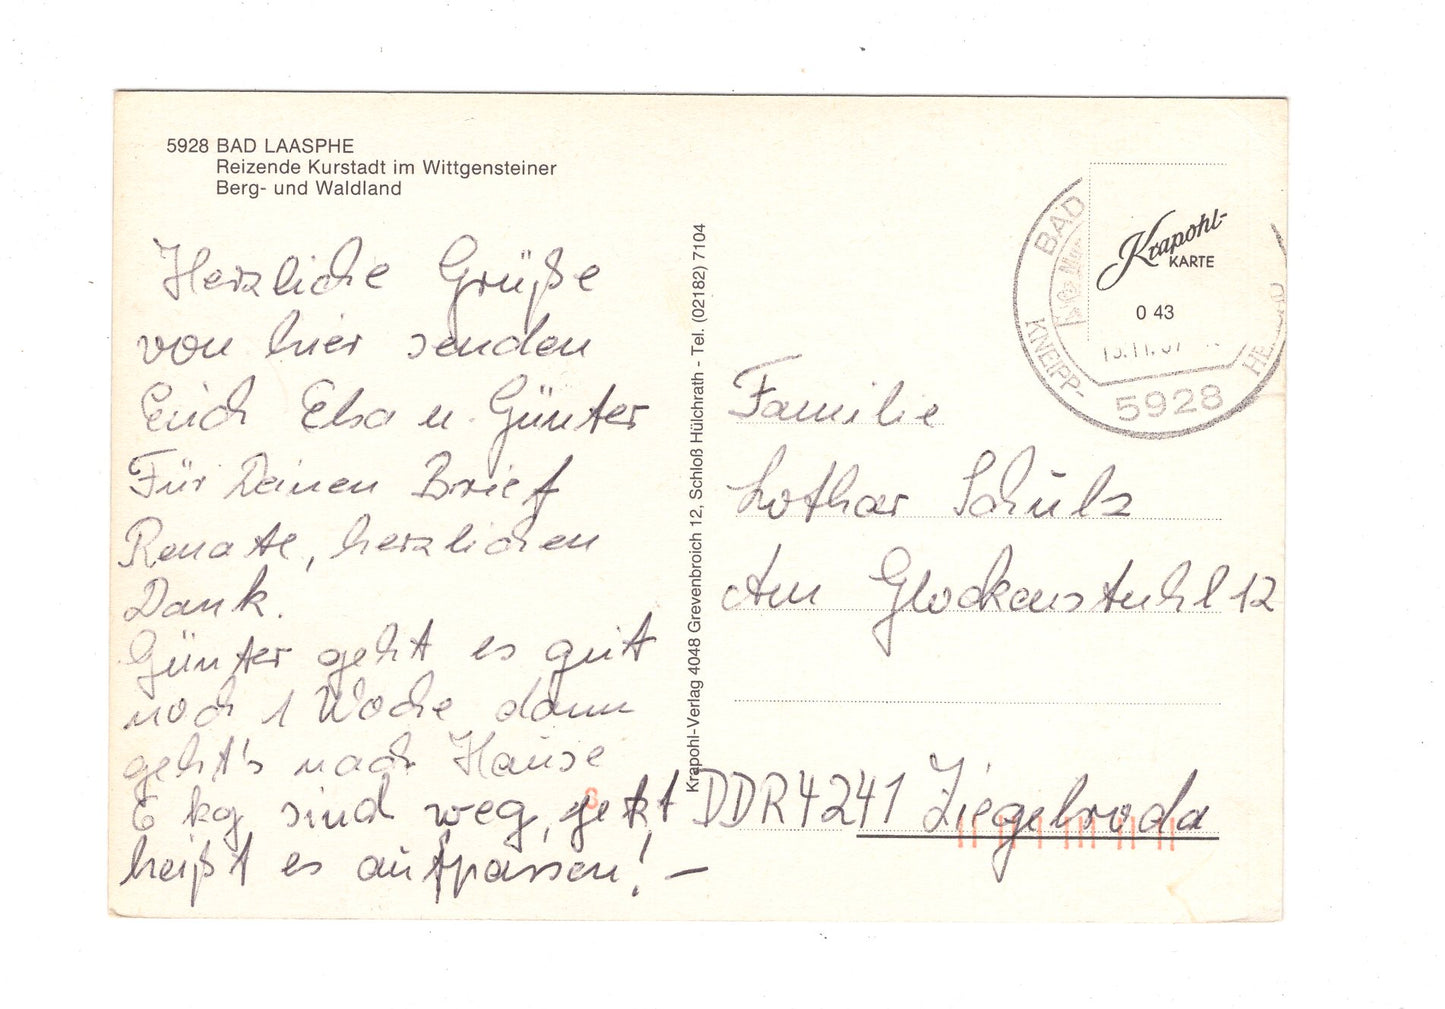 5928 BAD LAASPHE
Reizende Kurstadt im Wittgensteiner
Berg- und Waldland
Herzliche Grüße
von hier senden
Erich Elsa u. Günter
Für Deinen Brief
Renate, herzlichen
Dank.
Günter geht es gut
noch 1 Woche dann
geht's nach Hause
6 kg sind weg, jetzt
heißt es aufpassen! –
Krapohl-Verlag 4048 Grevenbroich 12, Schloß Hülchrath - Tel. (02182) 7104
BAD
KNEIPP-
5928
Krapohl-
KARTE
0 43
Familie
Lothar Schulz
Am Glockenstuhl 12
DDR 4241 Ziegelroda